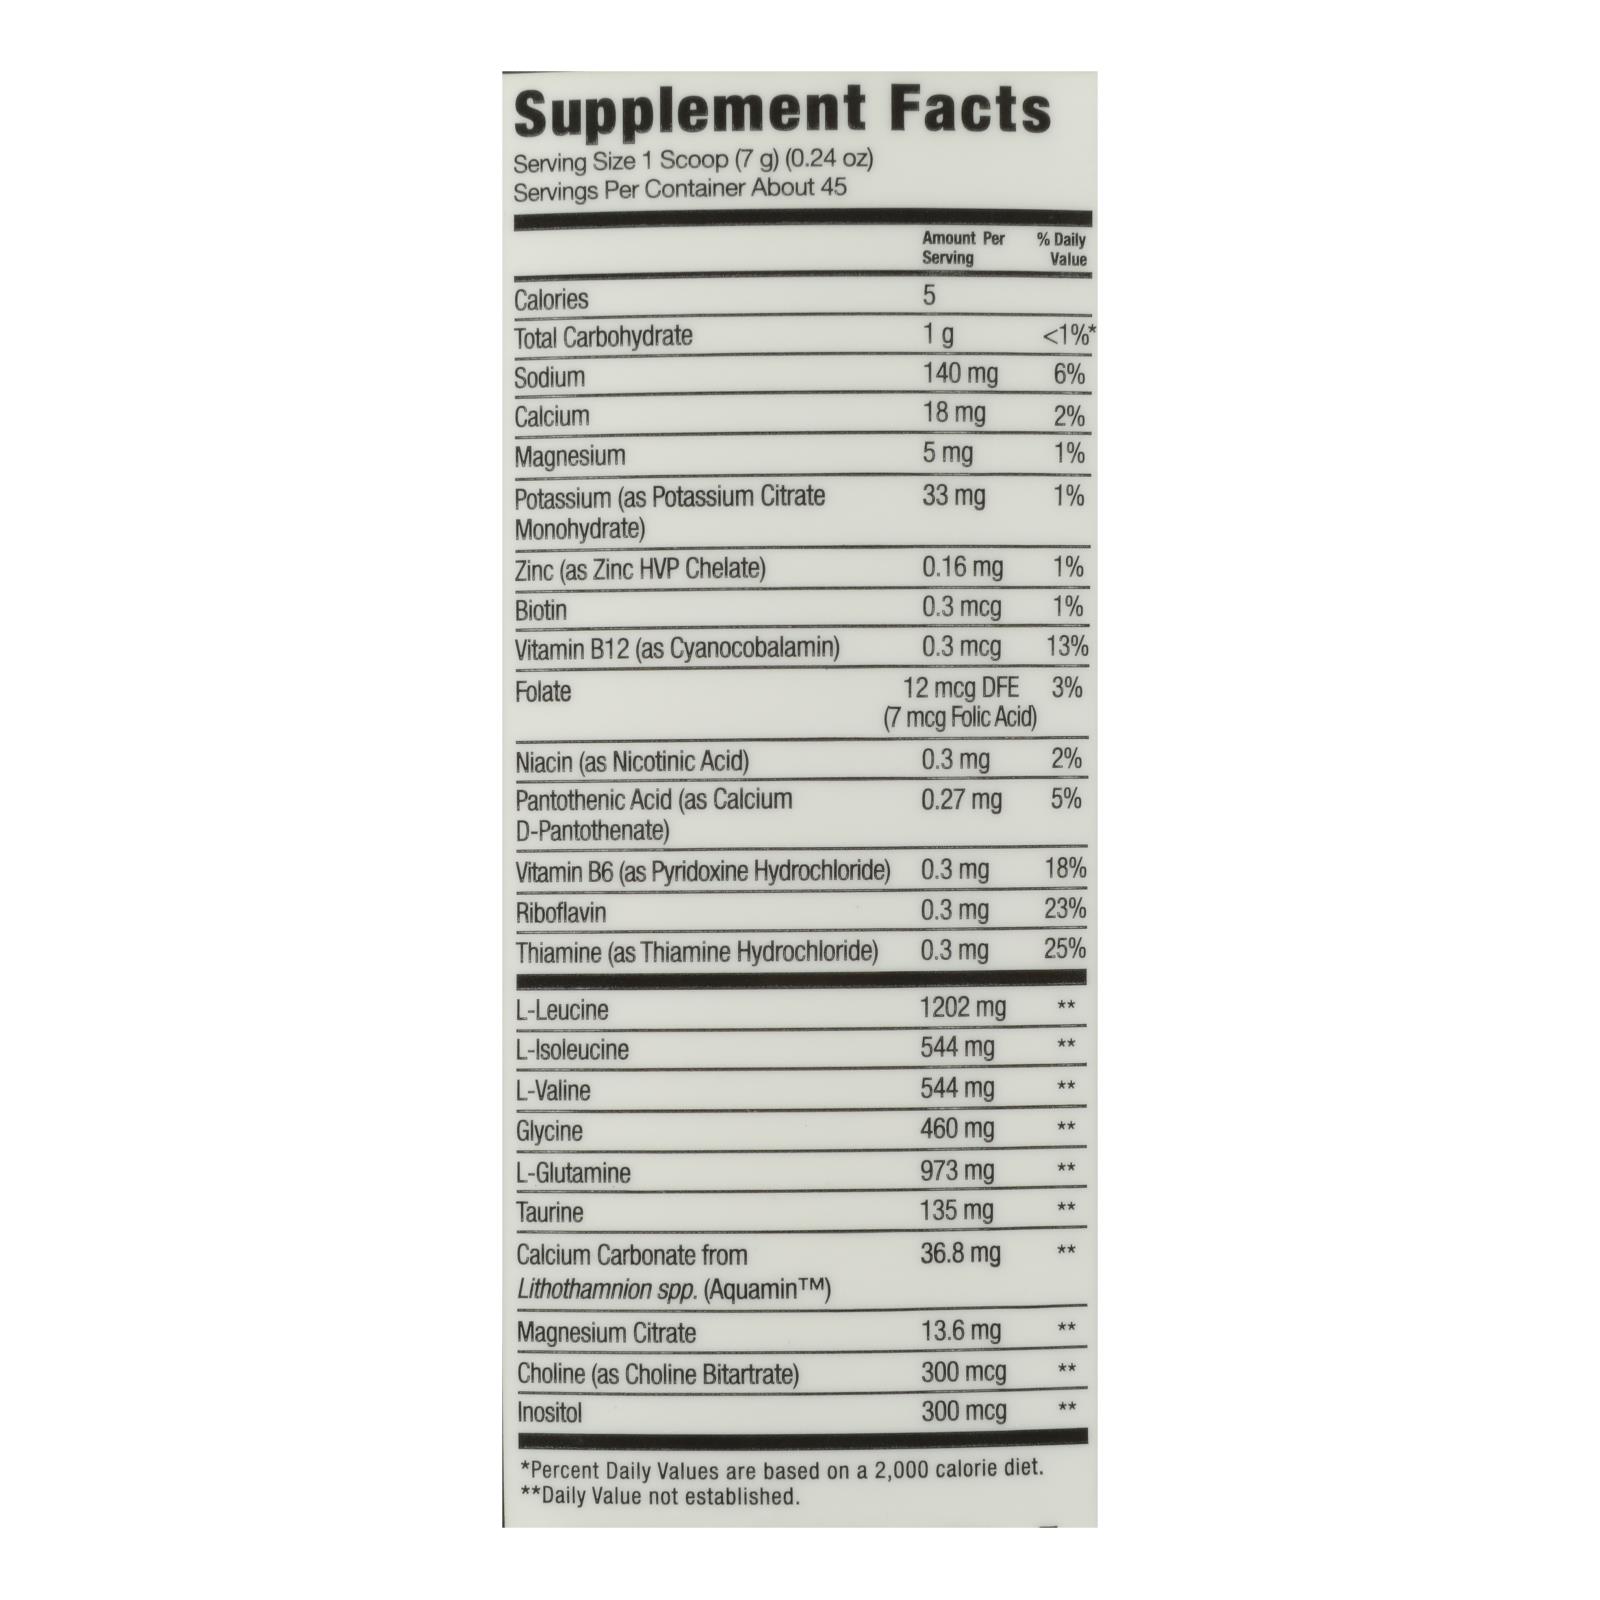 Supplement Facts
Serving Size 1 Scoop (7 g) (0.24 oz)
Servings Per Container About 45
Amount Per Serving % Daily Value
Calories 5
Total Carbohydrate 1 g <1%*
Sodium 140 mg 6%
Calcium 18 mg 2%
Magnesium 5 mg 1%
Potassium (as Potassium Citrate 33 mg 1%
Monohydrate)
Zinc (as Zinc HVP Chelate) 0.16 mg 1%
Biotin 0.3 mcg 1%
Vitamin B12 (as Cyanocobalamin) 0.3 mcg 13%
Folate 12 mcg DFE 3%
(7 mcg Folic Acid)
Niacin (as Nicotinic Acid) 0.3 mg 2%
Pantothenic Acid (as Calcium 0.27 mg 5%
D-Pantothenate)
Vitamin B6 (as Pyridoxine Hydrochloride) 0.3 mg 18%
Riboflavin 0.3 mg 23%
Thiamine (as Thiamine Hydrochloride) 0.3 mg 25%
L-Leucine 1202 mg **
L-Isoleucine 544 mg **
L-Valine 544 mg **
Glycine 460 mg **
L-Glutamine 973 mg **
Taurine 135 mg **
Calcium Carbonate from 36.8 mg **
Lithothamnion spp. (Aquamin™)
Magnesium Citrate 13.6 mg **
Choline (as Choline Bitartrate) 300 mcg **
Inositol 300 mcg **
*Percent Daily Values are based on a 2,000 calorie diet.
**Daily Value not established.